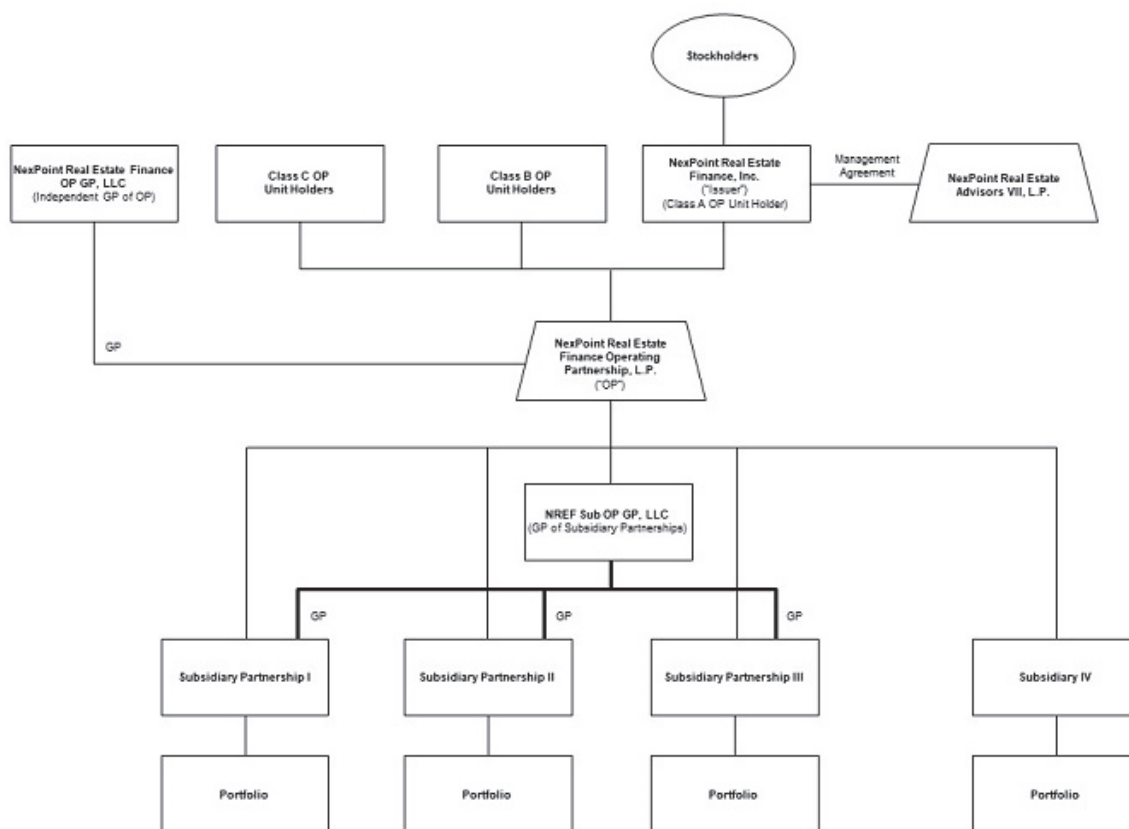 Stockholders
NexPoint Real Estate Finance
OP GP, LLC
(Independent GP of OP)
Class C OP
Unit Holders
Class B OP
Unit Holders
NexPoint Real Estate
Finance, Inc.
("Issuer")
(Class A OP Unit Holder)
Management
Agreement
NexPoint Real Estate
Advisors VII, L.P.
GP
NexPoint Real Estate
Finance Operating
Partnership, L.P.
("OP")
NREF Sub OP GP, LLC
(GP of Subsidiary Partnerships)
GP
GP
GP
Subsidiary Partnership I
Subsidiary Partnership II
Subsidiary Partnership III
Subsidiary IV
Portfolio
Portfolio
Portfolio
Portfolio